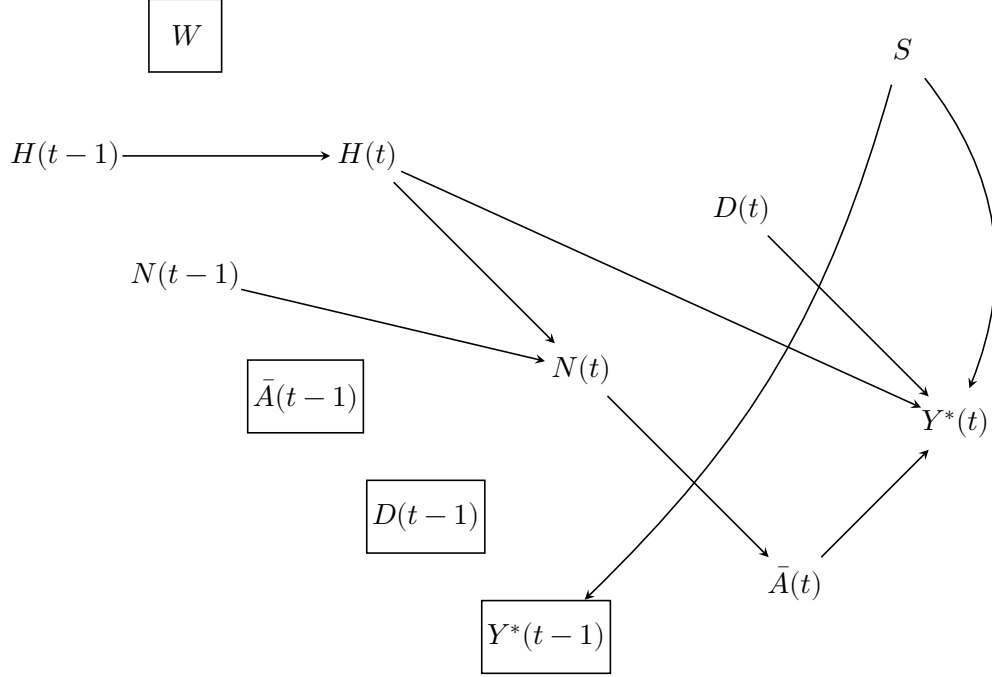 W
S
H(t − 1)
H(t)
D(t)
N(t − 1)
N(t)
Ā(t − 1)
Y*(t)
D(t − 1)
Ā(t)
Y*(t − 1)